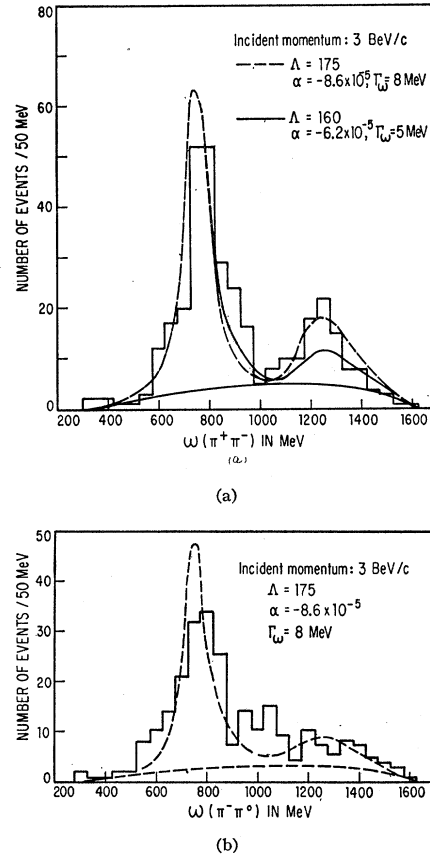 80
60
40
20
0
NUMBER OF EVENTS / 50 MeV
Incident momentum: 3 BeV/c
Λ = 175
α = -8.6x10⁻⁵, Γω= 8 MeV
Λ = 160
α = -6.2x10⁻⁵, Γω=5 MeV
200 400 600 800 1000 1200 1400 1600
ω (π⁺π⁻) IN MeV
(a)
(a)
50
40
30
20
10
0
NUMBER OF EVENTS / 50 MeV
Incident momentum: 3 BeV/c
Λ = 175
α = -8.6 x 10⁻⁵
Γω= 8 MeV
200 400 600 800 1000 1200 1400 1600
ω (π⁻π⁰) IN MeV
(b)